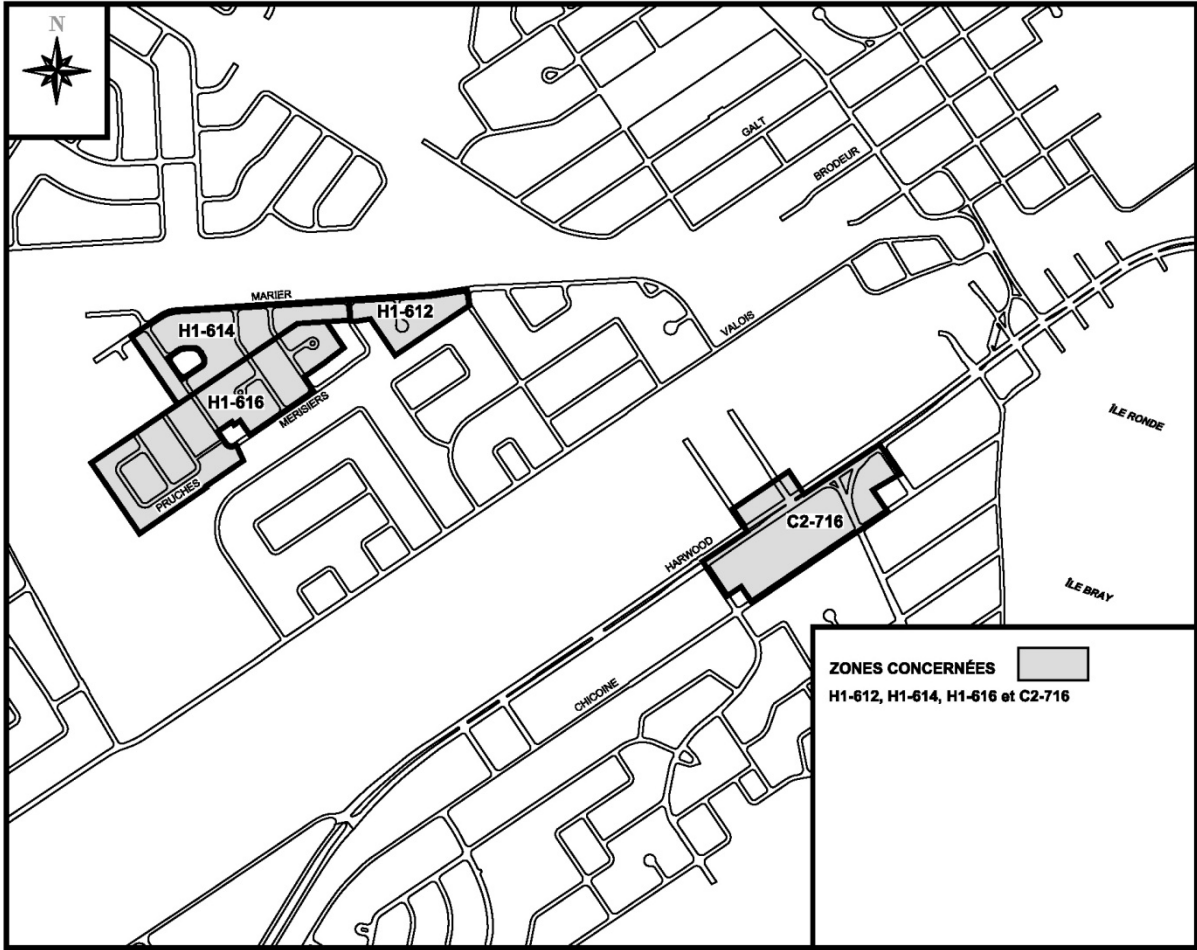 N
GALT
BRODEUR
MARIER
H1-614
H1-612
VALOIS
H1-616
MERISIERS
PRUCHES
ÎLE RONDE
C2-716
HARWOOD
ÎLE BRAY
CHICOINE
ZONES CONCERNÉES
H1-612, H1-614, H1-616 et C2-716